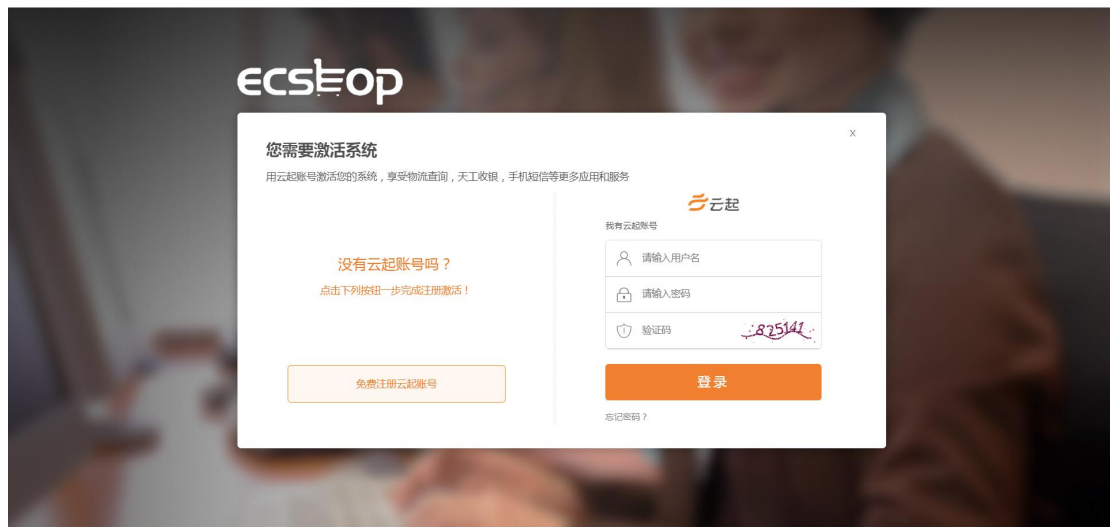 ecshop
x
您需要激活系统
用云起账号激活您的系统，享受物流查询，天工收银，手机短信等更多应用和服务
没有云起账号吗？
点击下列按钮一步完成注册激活！
免费注册云起账号
云起
我有云起账号
请输入用户名
请输入密码
验证码 825141
登录
忘记密码？